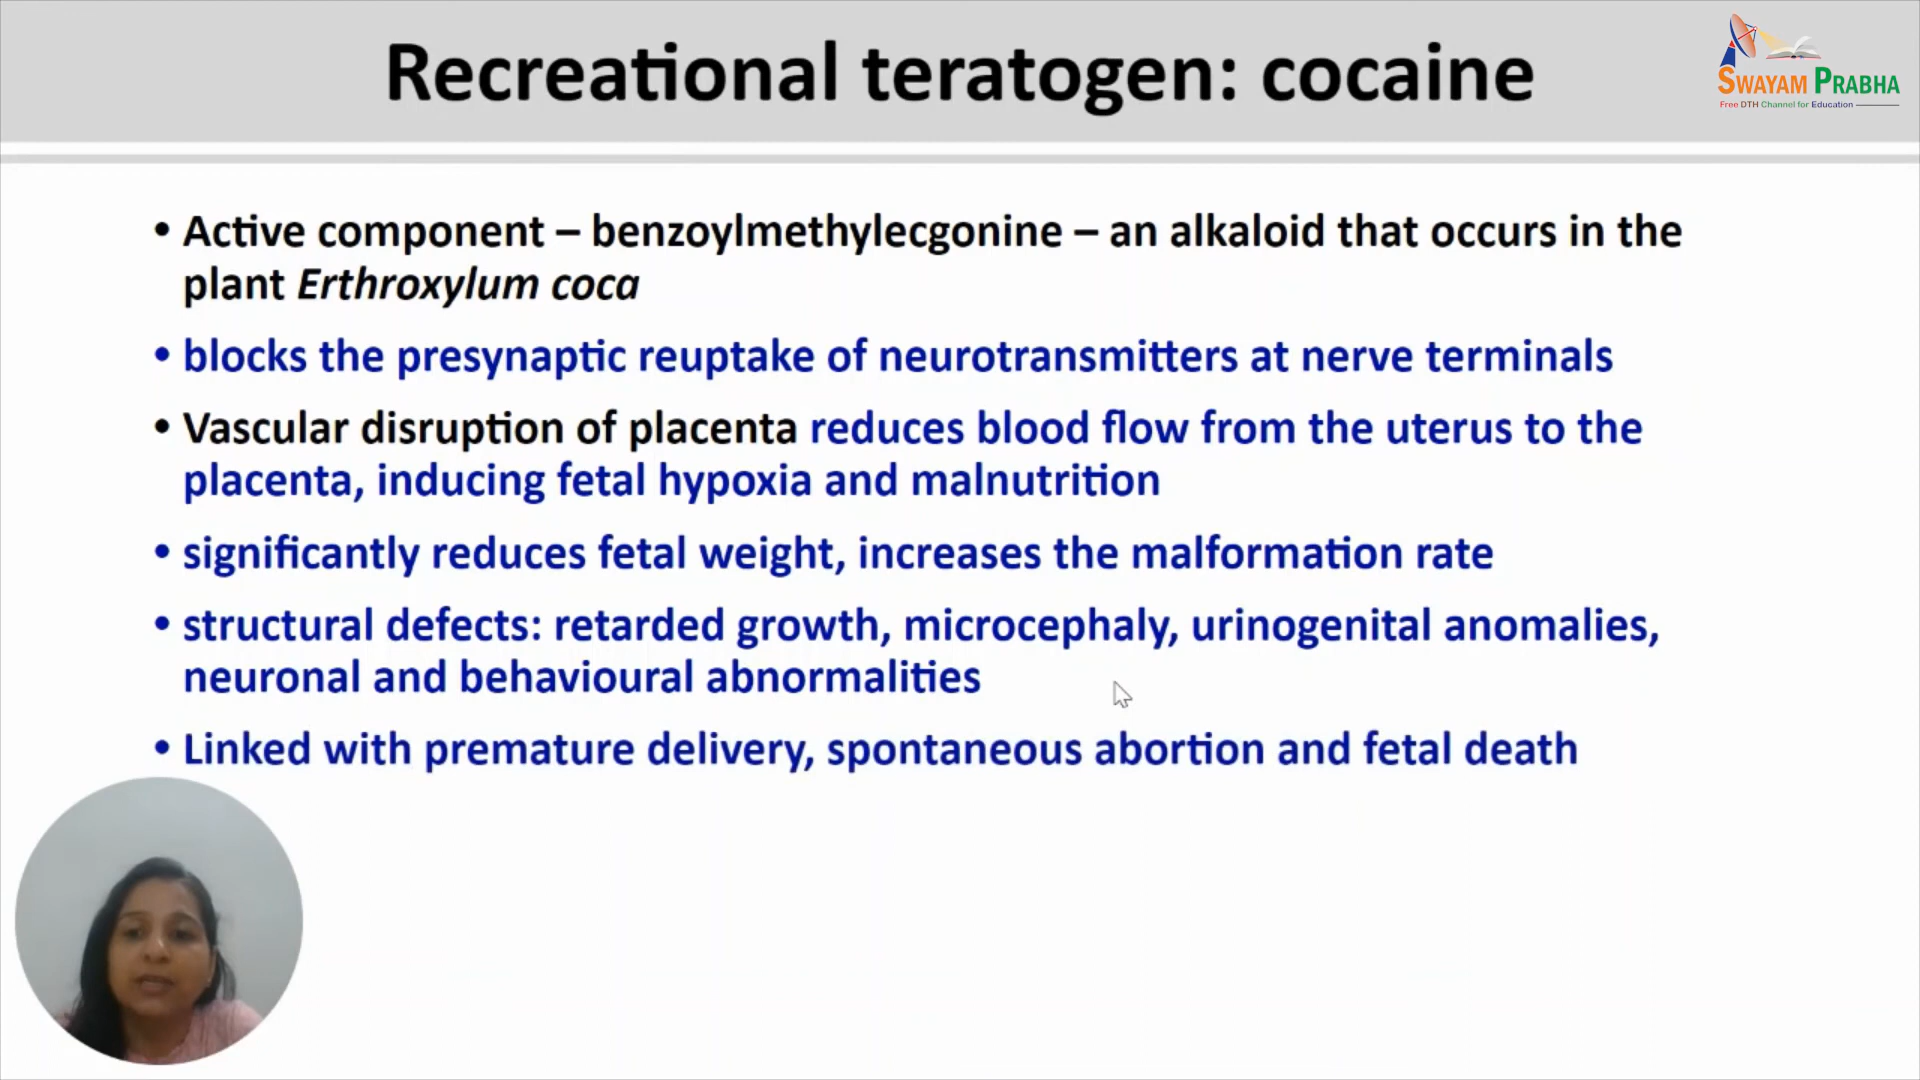 Recreational teratogen: cocaine
SWAYAM PRABHA
Free DTH Channel for Education
• Active component – benzoylmethylecgonine – an alkaloid that occurs in the
plant Erthroxylum coca
• blocks the presynaptic reuptake of neurotransmitters at nerve terminals
• Vascular disruption of placenta reduces blood flow from the uterus to the
placenta, inducing fetal hypoxia and malnutrition
• significantly reduces fetal weight, increases the malformation rate
• structural defects: retarded growth, microcephaly, urinogenital anomalies,
neuronal and behavioural abnormalities
• Linked with premature delivery, spontaneous abortion and fetal death